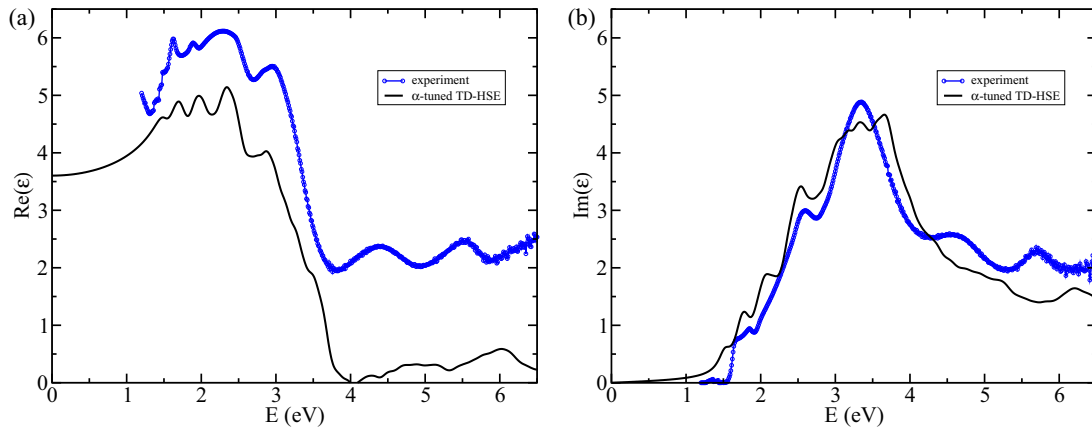 (a)
6
5
4
3
2
1
0
Re(ε)
experiment
α-tuned TD-HSE
0 1 2 3 4 5 6
E (eV)
(b)
6
5
4
3
2
1
0
Im(ε)
experiment
α-tuned TD-HSE
0 1 2 3 4 5 6
E (eV)